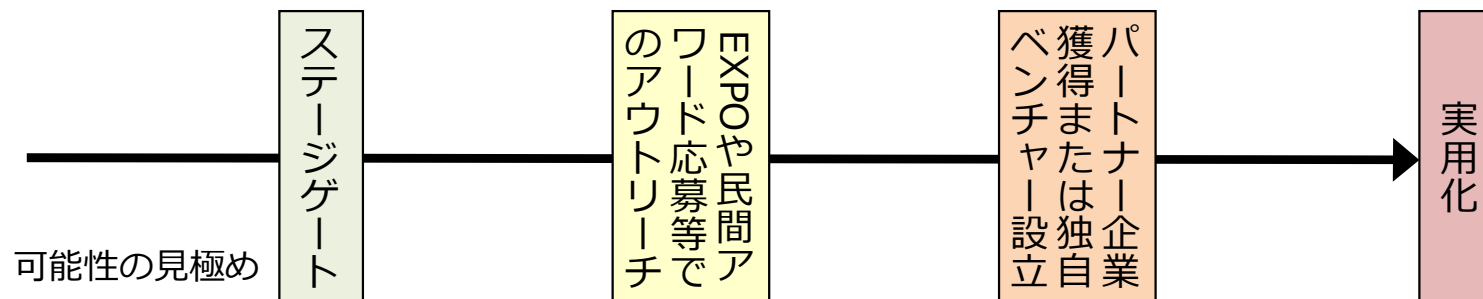 可能性の見極め
ステージゲート
EXPOや民間ア
ワード応募等で
のアウトリーチ
パートナー企業
獲得または独自
ベンチャー設立
実用化